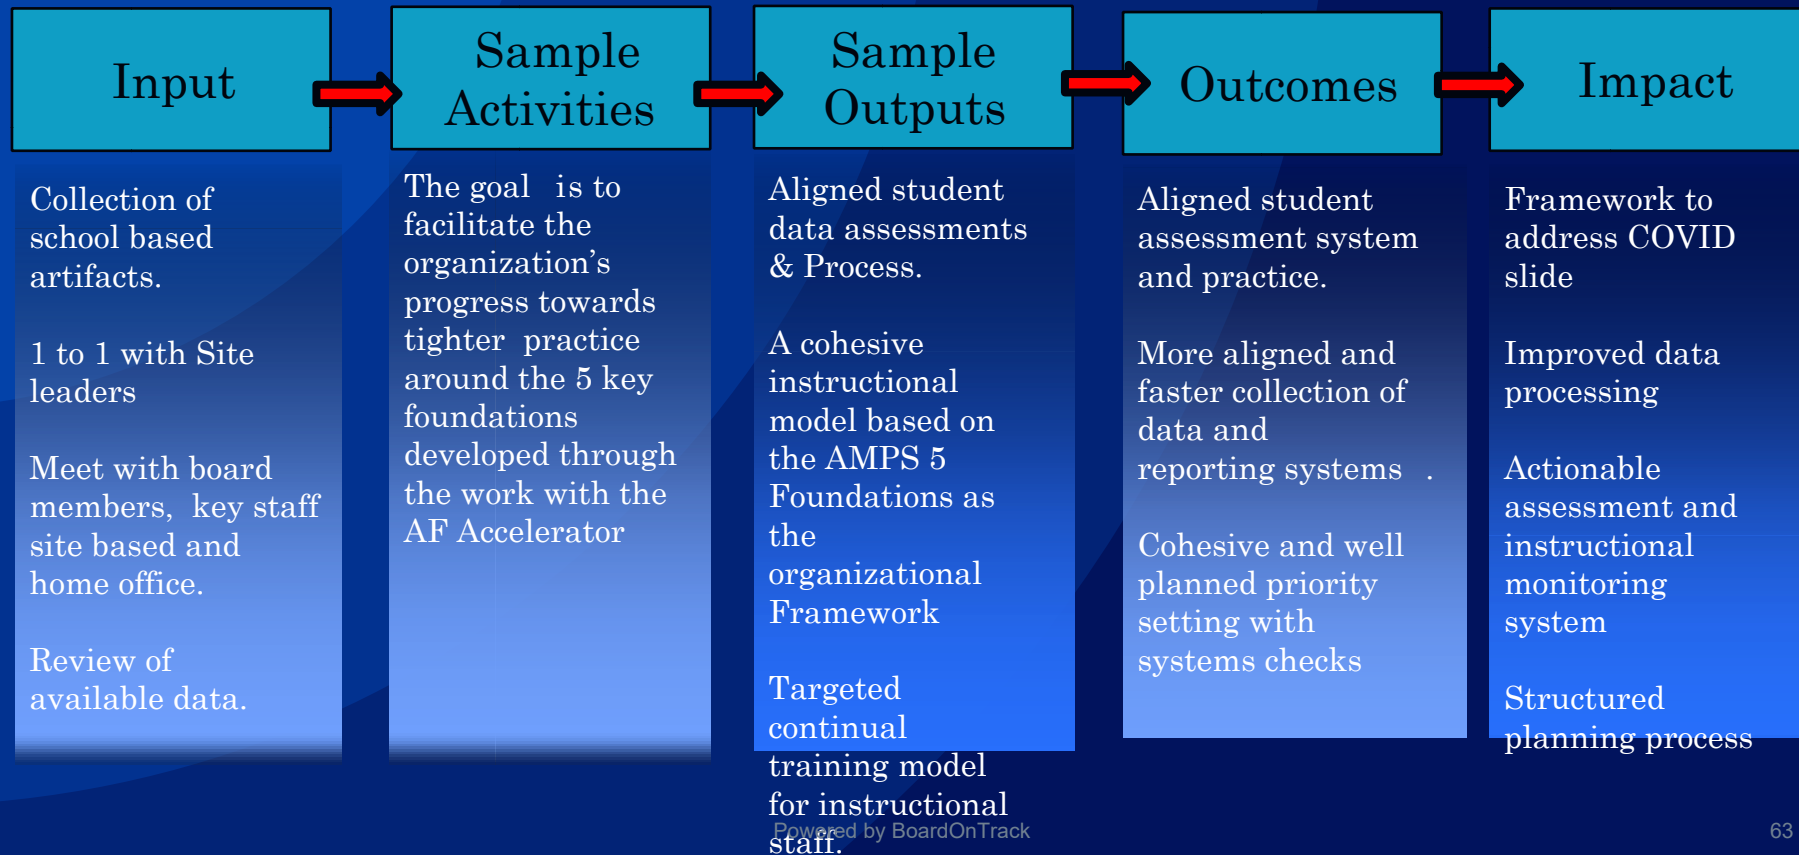 Input
Collection of
school based
artifacts.
1 to 1 with Site
leaders
Meet with board
members, key staff
site based and
home office.
Review of
available data.
Sample
Activities
The goal is to
facilitate the
organization’s
progress towards
tighter practice
around the 5 key
foundations
developed through
the work with the
AF Accelerator
Sample
Outputs
Aligned student
data assessments
& Process.
A cohesive
instructional
model based on
the AMPS 5
Foundations as
the
organizational
Framework
Targeted
continual
training model
for instructional
staff.
Outcomes
Aligned student
assessment system
and practice.
More aligned and
faster collection of
data and
reporting systems .
Cohesive and well
planned priority
setting with
systems checks
Impact
Framework to
address COVID
slide
Improved data
processing
Actionable
assessment and
instructional
monitoring
system
Structured
planning process
Powered by BoardOnTrack
63